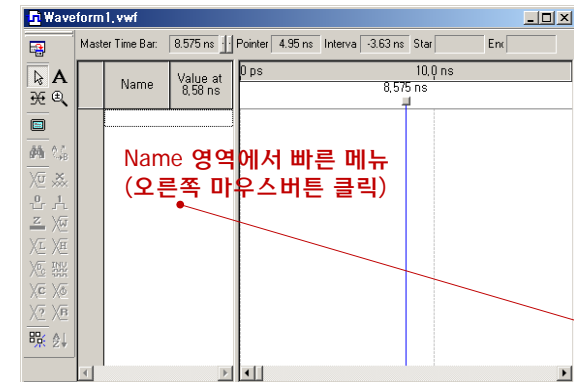 Waveform1.vwf
Master Time Bar: 8.575 ns Pointer 4.95 ns Interva -3.63 ns Star En
A
Name Value at 8,58 ns
0 ps 10,0 ns
8,575 ns
Name 영역에서 빠른 메뉴
(오른쪽 마우스버튼 클릭)